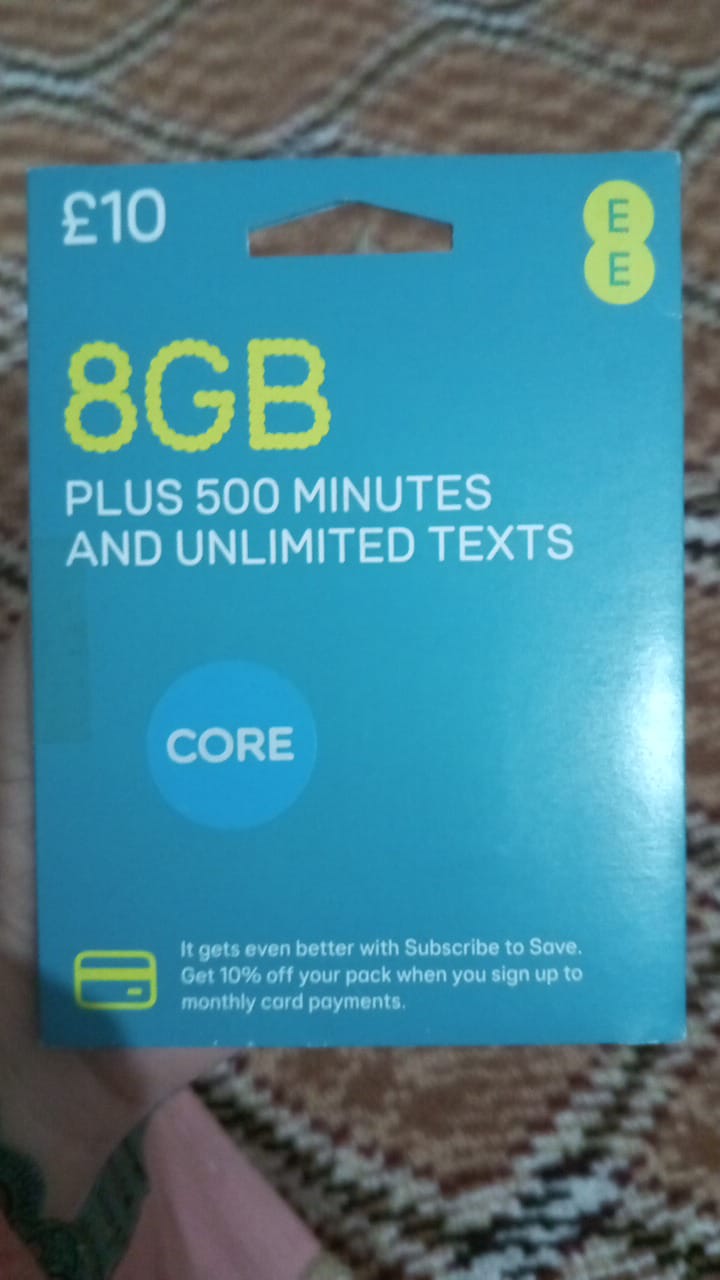 £10
E
E
8GB
PLUS 500 MINUTES
AND UNLIMITED TEXTS
CORE
It gets even better with Subscribe to Save.
Get 10% off your pack when you sign up to
monthly card payments.